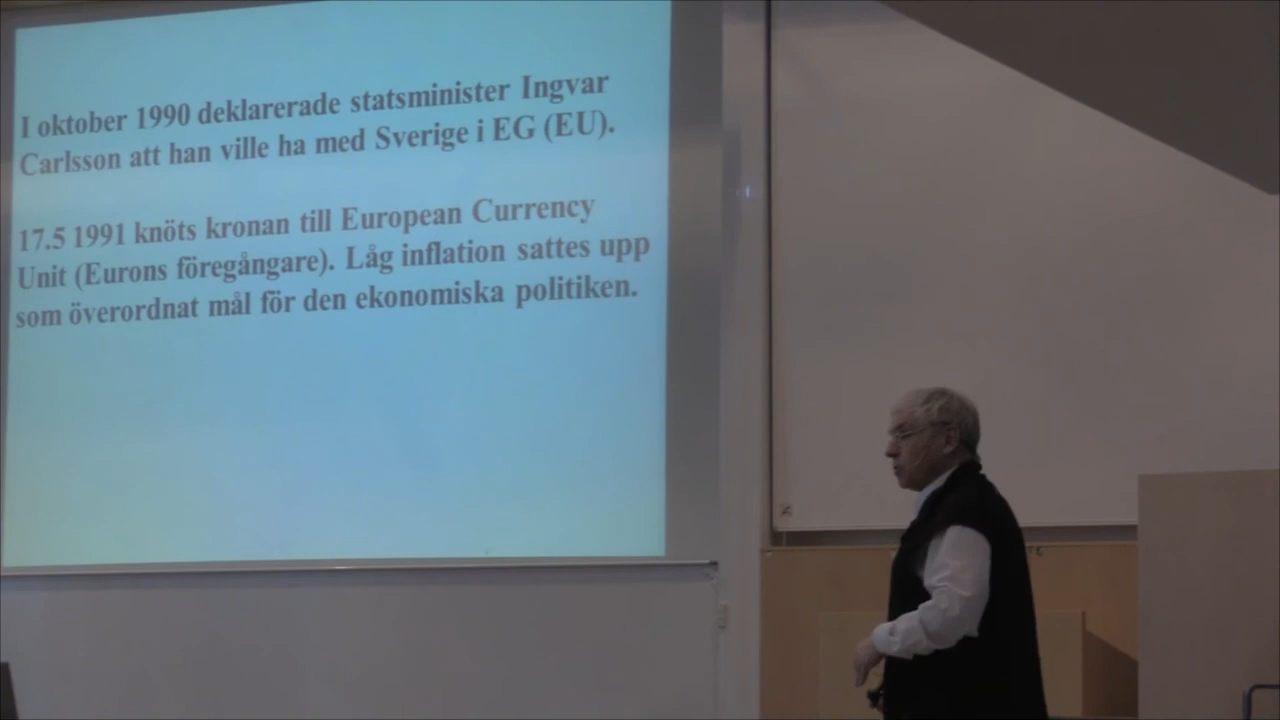 I oktober 1990 deklarerade statsminister Ingvar
Carlsson att han ville ha med Sverige i EG (EU).
17.5 1991 knöts kronan till European Currency
Unit (Eurons föregångare). Låg inflation sattes upp
som överordnat mål för den ekonomiska politiken.